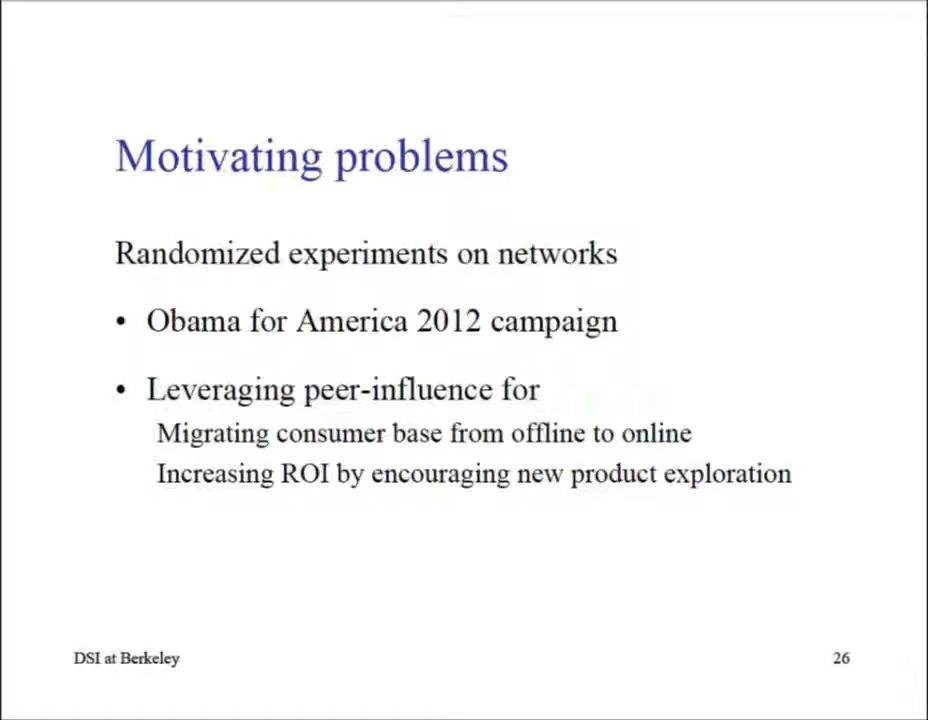 Motivating problems
Randomized experiments on networks
• Obama for America 2012 campaign
• Leveraging peer-influence for
Migrating consumer base from offline to online
Increasing ROI by encouraging new product exploration
DSI at Berkeley
26